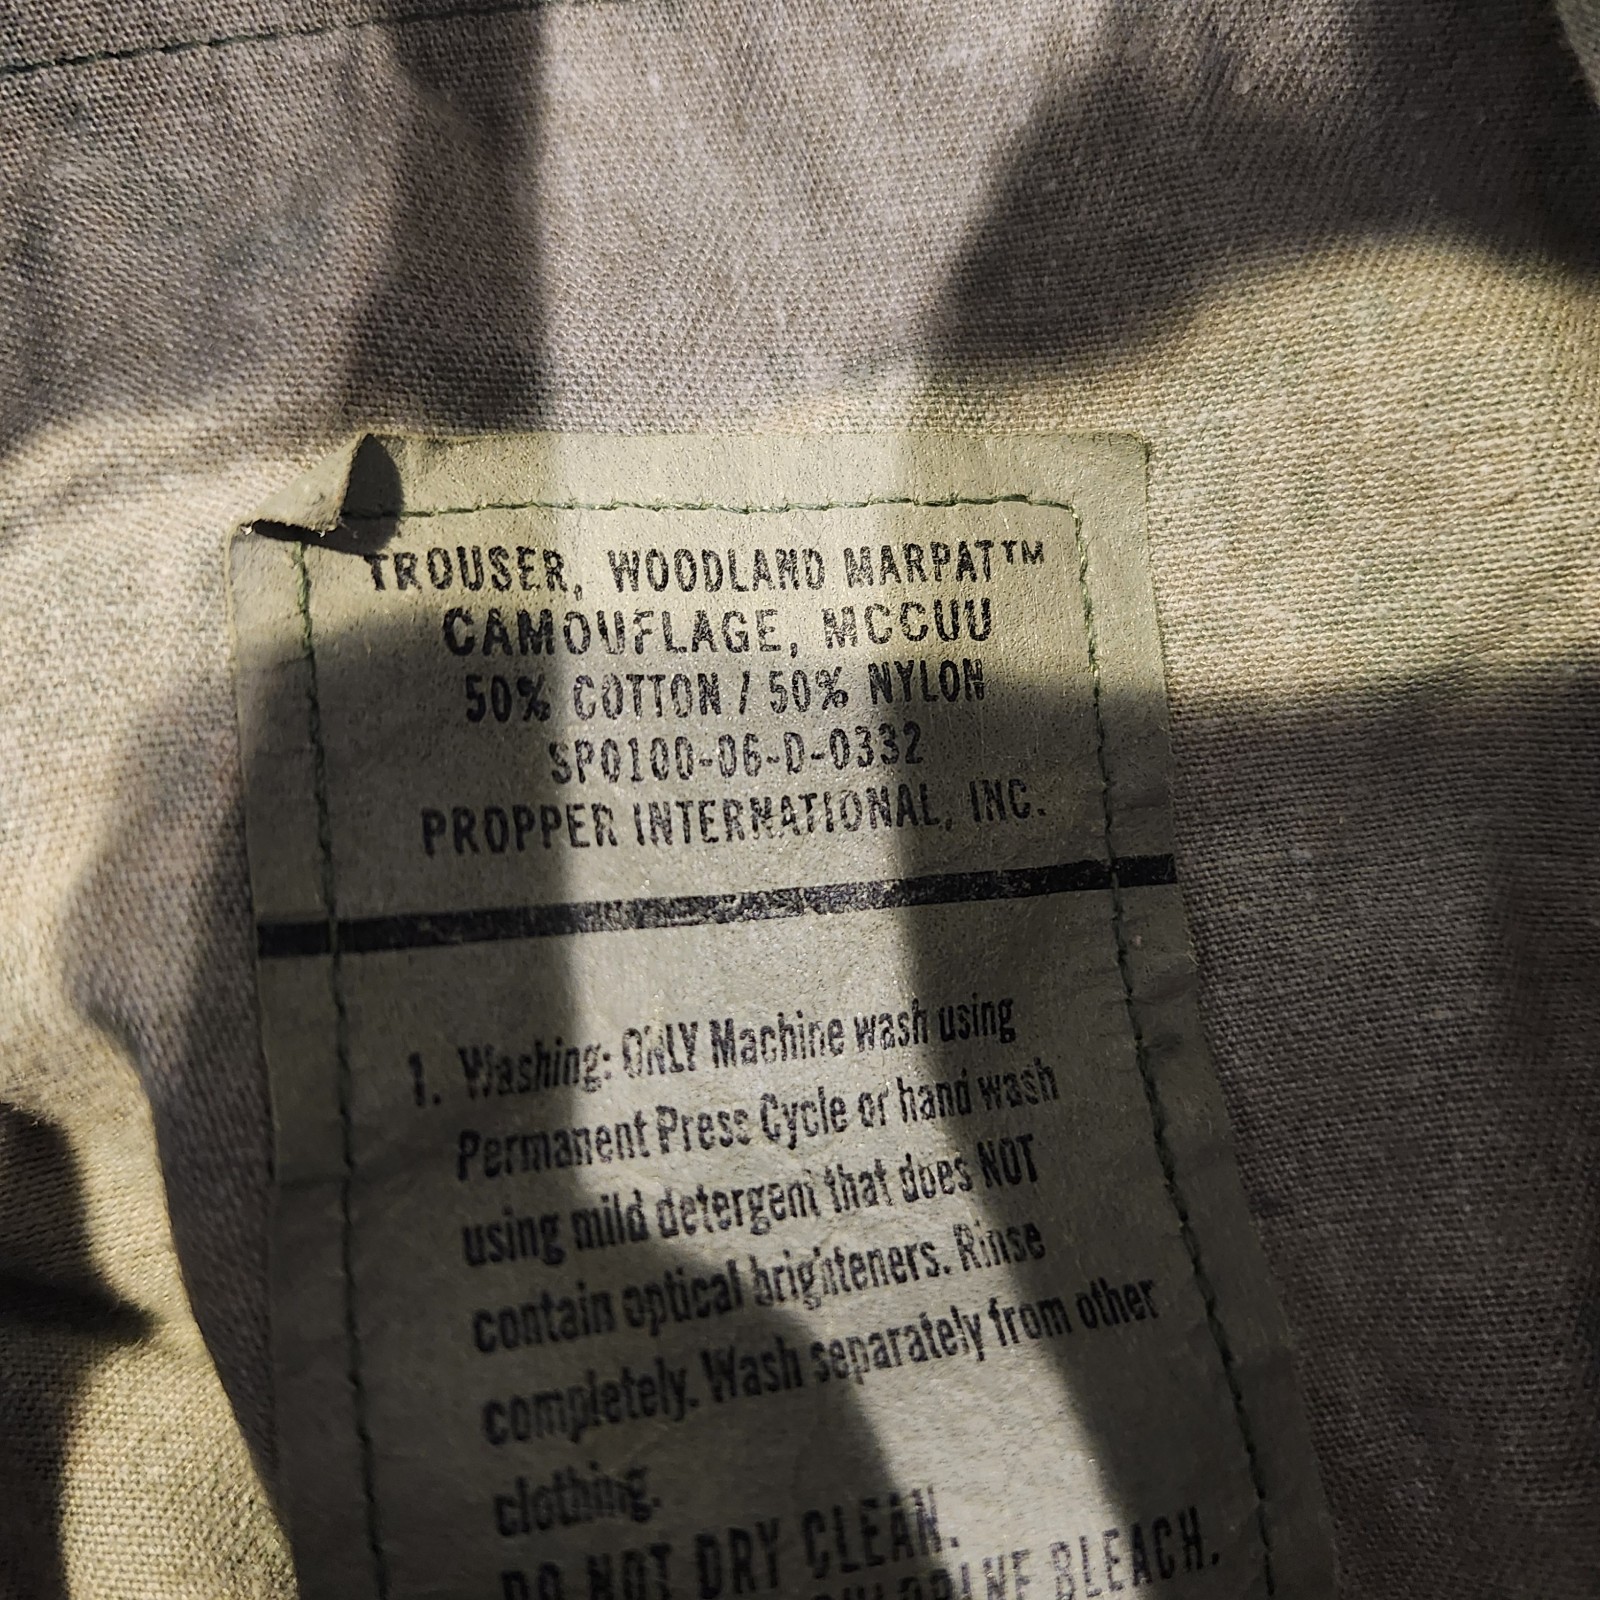 TROUSER, WOODLAND MARPAT™
CAMOUFLAGE, MCCUU
50% COTTON / 50% NYLON
SP0100-06-D-0332
PROPPER INTERNATIONAL, INC.
1. Washing: ONLY Machine wash using
Permanent Press Cycle or hand wash
using mild detergent that does NOT
contain optical brighteners. Rinse
completely. Wash separately from other
clothing.
DO NOT DRY CLEAN.
CHLORINE BLEACH.